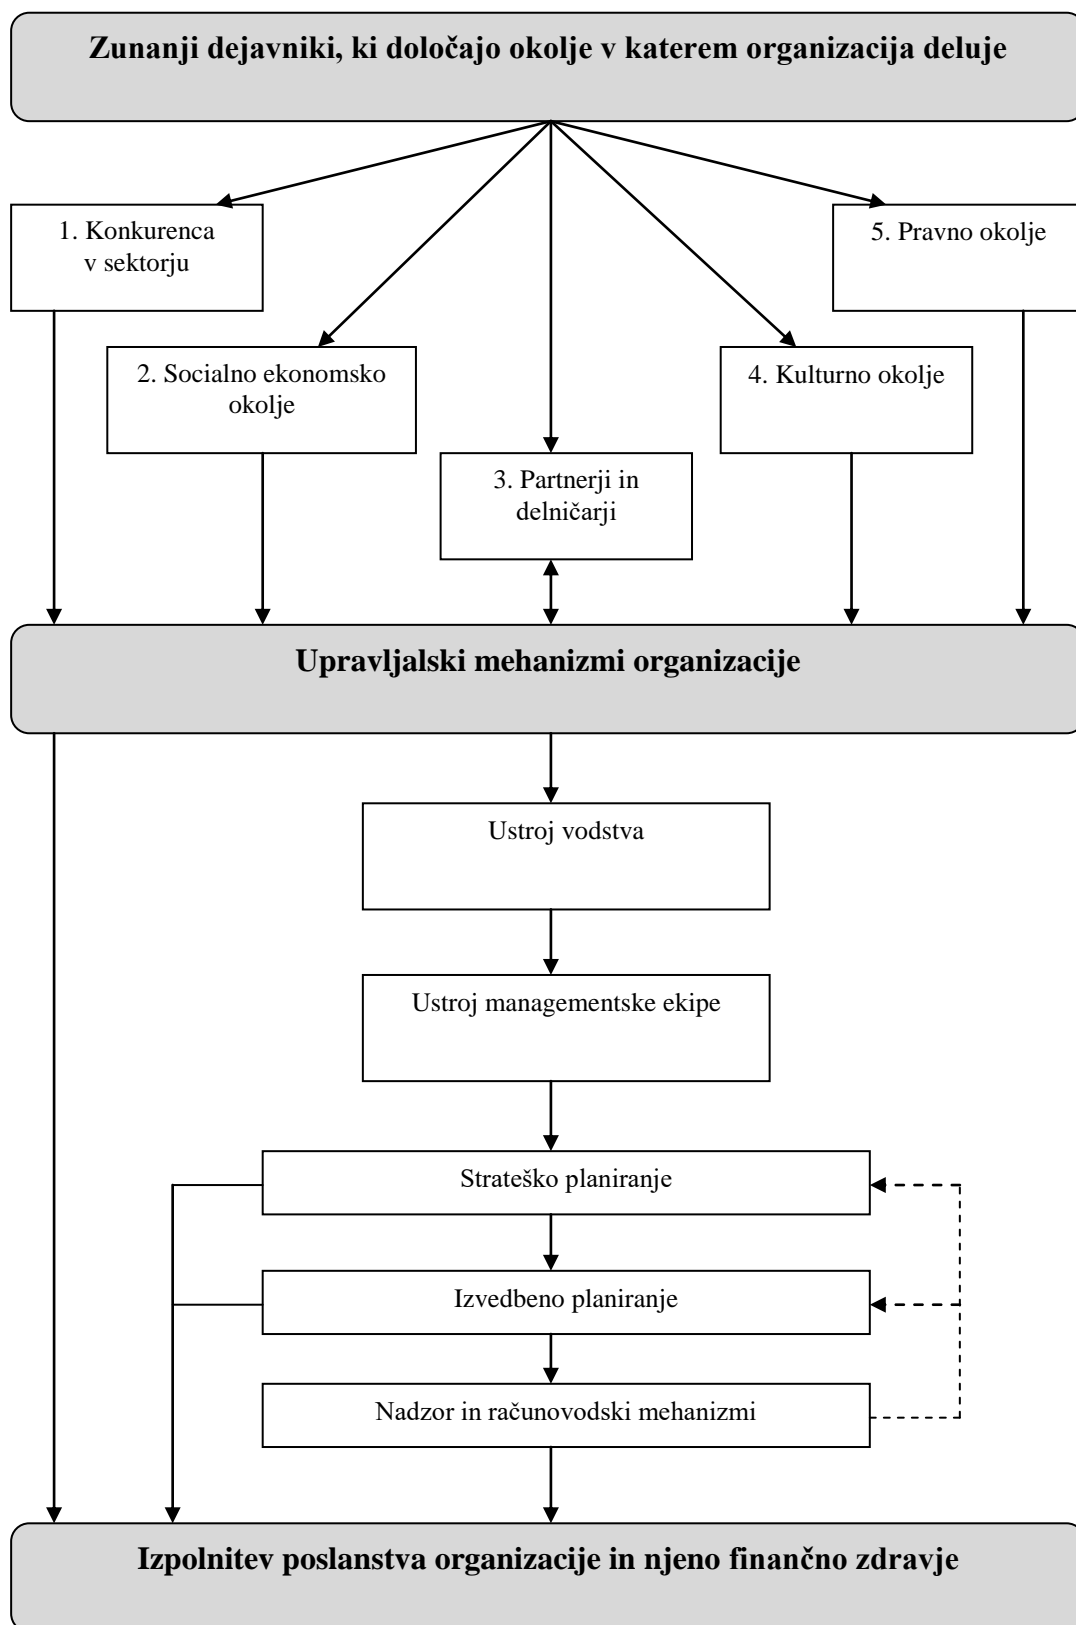 Zunanji dejavniki, ki določajo okolje v katerem organizacija deluje
1. Konkurenca
v sektorju
5. Pravno okolje
2. Socialno ekonomsko
okolje
4. Kulturno okolje
3. Partnerji in
delničarji
Upravljalski mehanizmi organizacije
Ustroj vodstva
Ustroj managementske ekipe
Strateško planiranje
Izvedbeno planiranje
Nadzor in računovodski mehanizmi
Izpolnitev poslanstva organizacije in njeno finančno zdravje